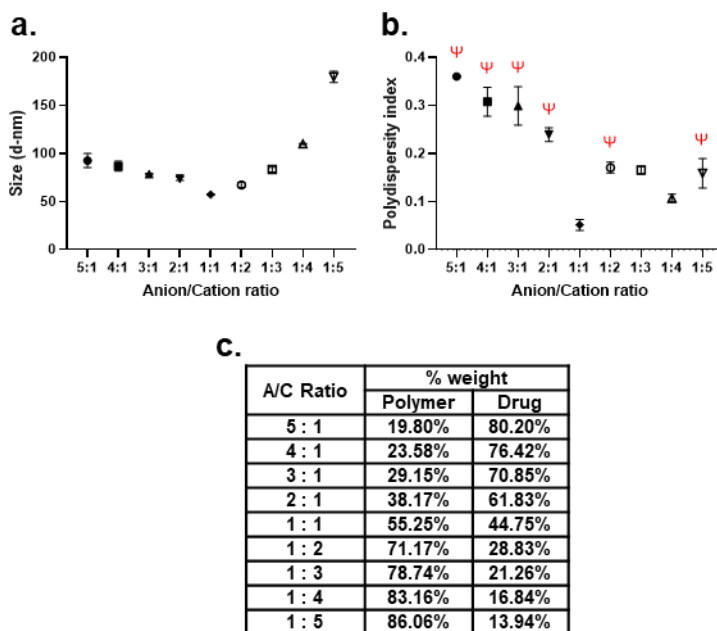 a.
200
150
100
50
0
Size (d-nm)
5:1 4:1 3:1 2:1 1:1 1:2 1:3 1:4 1:5
Anion/Cation ratio
b.
0.4
0.3
0.2
0.1
0.0
Polydispersity index
Ψ Ψ Ψ Ψ Ψ Ψ
5:1 4:1 3:1 2:1 1:1 1:2 1:3 1:4 1:5
Anion/Cation ratio
c.
A/C Ratio % weight
Polymer Drug
5 : 1 19.80% 80.20%
4 : 1 23.58% 76.42%
3 : 1 29.15% 70.85%
2 : 1 38.17% 61.83%
1 : 1 55.25% 44.75%
1 : 2 71.17% 28.83%
1 : 3 78.74% 21.26%
1 : 4 83.16% 16.84%
1 : 5 86.06% 13.94%